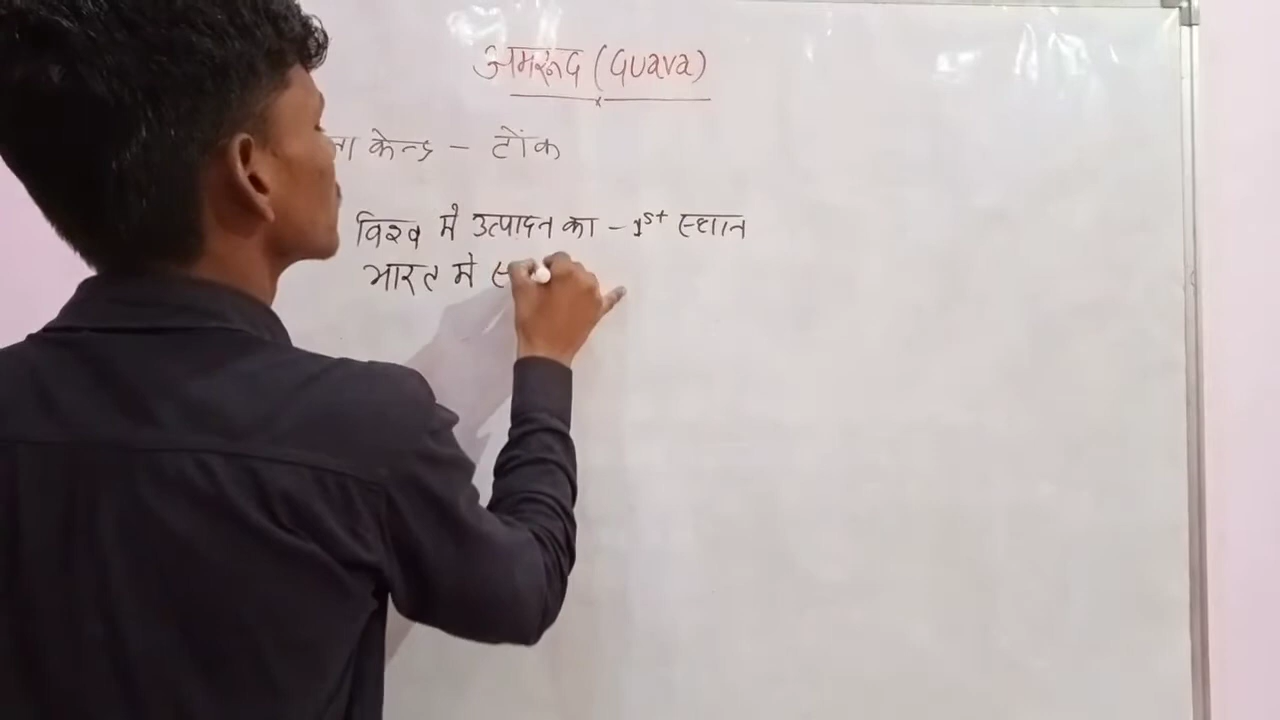 अमरूद (Guava)
केन्द्र - टोंक
विश्व में उत्पादन का - 1st स्थान
भारत में